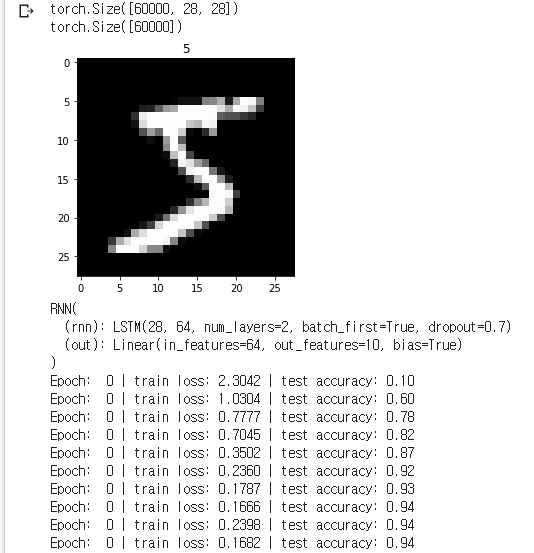 torch.Size([60000, 28, 28])
torch.Size([60000])
5
0
5
10
15
20
25
0 5 10 15 20 25
RNN(
(rnn): LSTM(28, 64, num_layers=2, batch_first=True, dropout=0.7)
(out): Linear(in_features=64, out_features=10, bias=True)
)
Epoch: 0 | train loss: 2.3042 | test accuracy: 0.10
Epoch: 0 | train loss: 1.0304 | test accuracy: 0.60
Epoch: 0 | train loss: 0.7777 | test accuracy: 0.78
Epoch: 0 | train loss: 0.7045 | test accuracy: 0.82
Epoch: 0 | train loss: 0.3502 | test accuracy: 0.87
Epoch: 0 | train loss: 0.2360 | test accuracy: 0.92
Epoch: 0 | train loss: 0.1787 | test accuracy: 0.93
Epoch: 0 | train loss: 0.1666 | test accuracy: 0.94
Epoch: 0 | train loss: 0.2398 | test accuracy: 0.94
Epoch: 0 | train loss: 0.1682 | test accuracy: 0.94